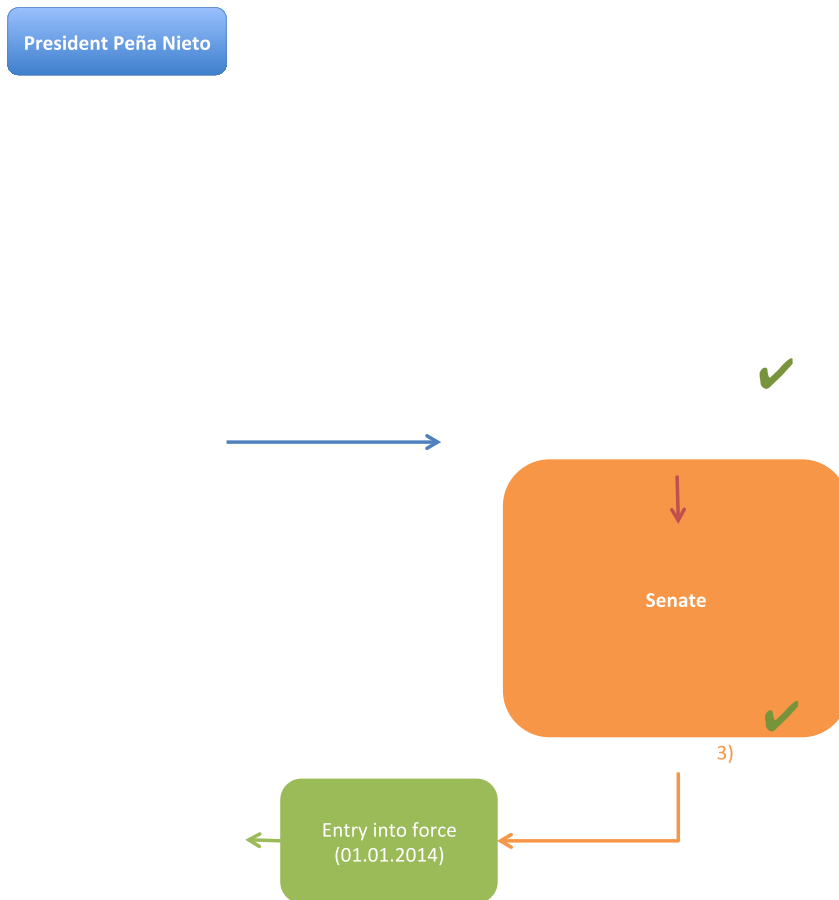 President Peña Nieto
Senate
3)
Entry into force
(01.01.2014)